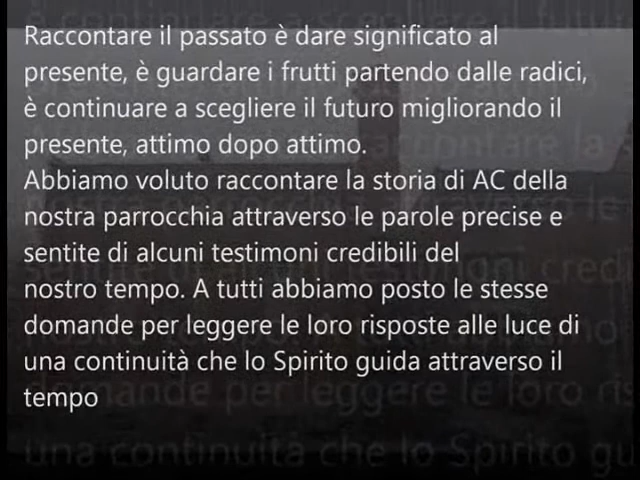 Raccontare il passato è dare significato al
presente, è guardare i frutti partendo dalle radici,
è continuare a scegliere il futuro migliorando il
presente, attimo dopo attimo.
Abbiamo voluto raccontare la storia di AC della
nostra parrocchia attraverso le parole precise e
sentite di alcuni testimoni credibili del
nostro tempo. A tutti abbiamo posto le stesse
domande per leggere le loro risposte alle luce di
una continuità che lo Spirito guida attraverso il
tempo